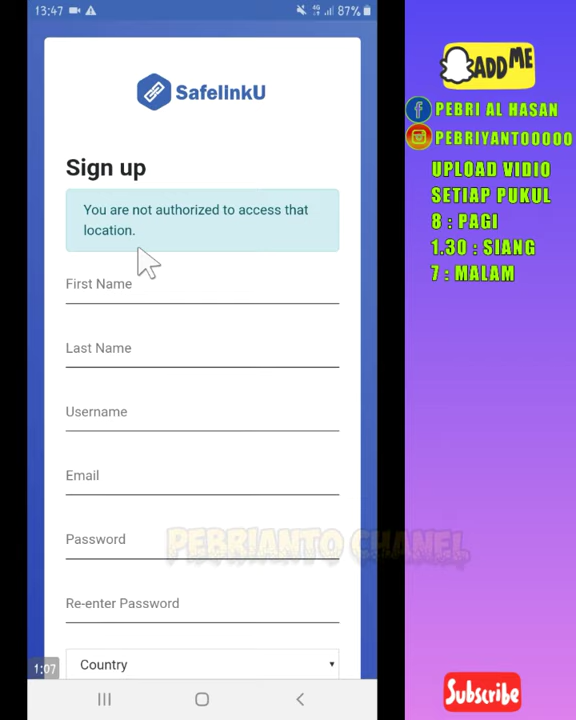 13:47
4G 87%
SafelinkU
Sign up
You are not authorized to access that
location.
First Name
Last Name
Username
Email
Password
Re-enter Password
Country
1:07
PEBRIANTO CHANEL
ADD ME
PEBRI AL HASAN
PEBRIYANTO0000
UPLOAD VIDIO
SETIAP PUKUL
8 : PAGI
1.30 : SIANG
7 : MALAM
Subscribe